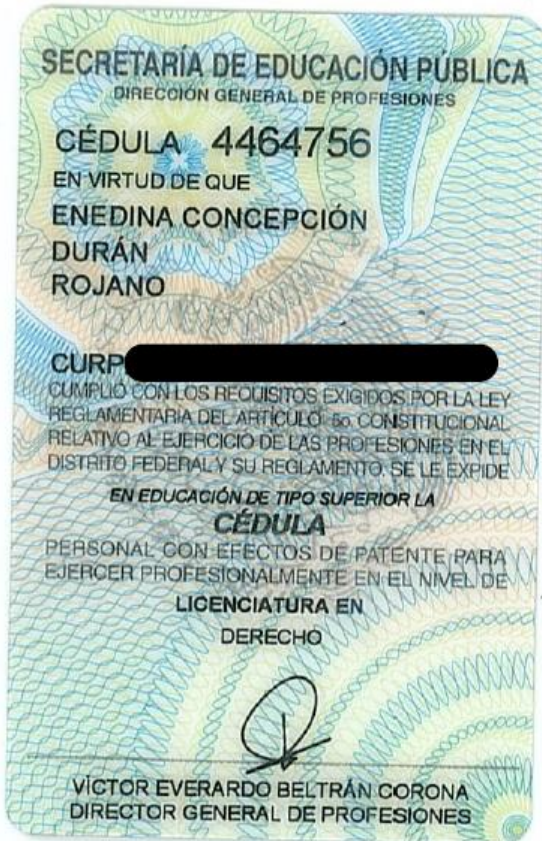 SECRETARÍA DE EDUCACIÓN PÚBLICA
DIRECCIÓN GENERAL DE PROFESIONES
CÉDULA 4464756
EN VIRTUD DE QUE
ENEDINA CONCEPCIÓN
DURÁN
ROJANO
CURP
CUMPLIÓ CON LOS REQUISITOS EXIGIDOS POR LA LEY
REGLAMENTARIA DEL ARTÍCULO 5o. CONSTITUCIONAL
RELATIVO AL EJERCICIO DE LAS PROFESIONES EN EL
DISTRITO FEDERAL Y SU REGLAMENTO SE LE EXPIDE
EN EDUCACIÓN DE TIPO SUPERIOR LA
CÉDULA
PERSONAL CON EFECTOS DE PATENTE PARA
EJERCER PROFESIONALMENTE EN EL NIVEL DE
LICENCIATURA EN
DERECHO
VÍCTOR EVERARDO BELTRÁN CORONA
DIRECTOR GENERAL DE PROFESIONES